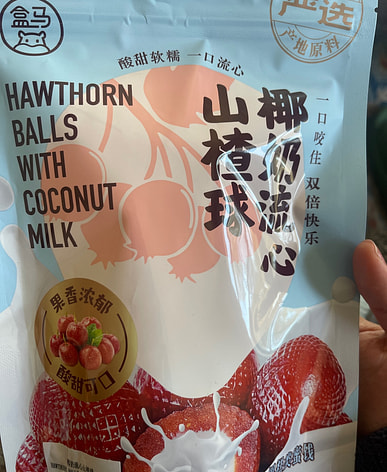 盒马
严选
产地原料
酸甜软糯 一口流心
HAWTHORN
BALLS
WITH
COCONUT
MILK
椰奶流心
山楂球
一口咬住 双倍快乐
果香浓郁
酸甜可口